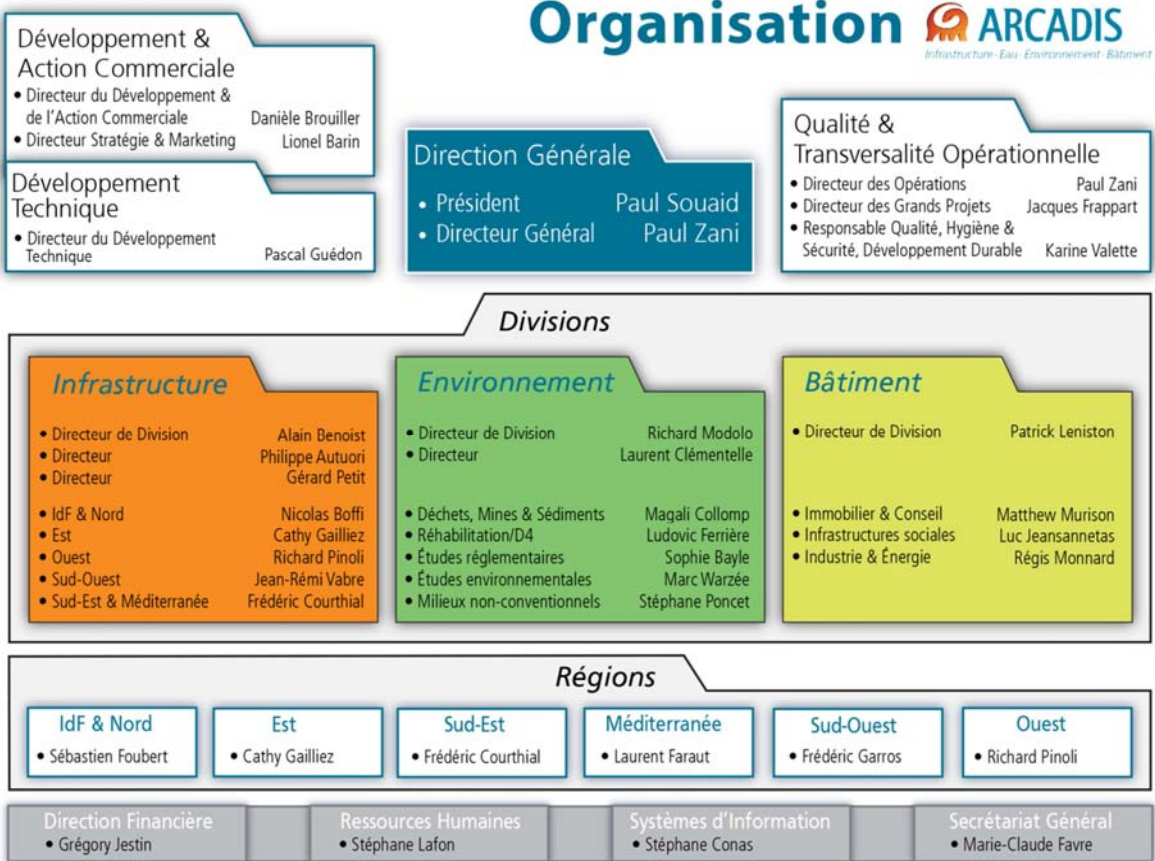 Organisation ARCADIS
Infrastructure-Eau-Environnement-Bâtiment
Développement &
Action Commerciale
• Directeur du Développement &
de l'Action Commerciale Danièle Brouiller
• Directeur Stratégie & Marketing Lionel Barin
Développement
Technique
• Directeur du Développement
Technique Pascal Guédon
Direction Générale
• Président Paul Souaid
• Directeur Général Paul Zani
Qualité &
Transversalité Opérationnelle
• Directeur des Opérations Paul Zani
• Directeur des Grands Projets Jacques Frappart
• Responsable Qualité, Hygiène &
Sécurité, Développement Durable Karine Valette
Divisions
Infrastructure
• Directeur de Division Alain Benoist
• Directeur Philippe Autuori
• Directeur Gérard Petit
• IdF & Nord Nicolas Boffi
• Est Cathy Gailliez
• Ouest Richard Pinoli
• Sud-Ouest Jean-Rémi Vabre
• Sud-Est & Méditerranée Frédéric Courthial
Environnement
• Directeur de Division Richard Modolo
• Directeur Laurent Clémentelle
• Déchets, Mines & Sédiments Magali Collomp
• Réhabilitation/D4 Ludovic Ferrière
• Études réglementaires Sophie Bayle
• Études environnementales Marc Warzée
• Milieux non-conventionnels Stéphane Poncet
Bâtiment
• Directeur de Division Patrick Leniston
• Immobilier & Conseil Matthew Murison
• Infrastructures sociales Luc Jeansannetas
• Industrie & Énergie Régis Monnard
Régions
IdF & Nord
• Sébastien Foubert
Est
• Cathy Gailliez
Sud-Est
• Frédéric Courthial
Méditerranée
• Laurent Faraut
Sud-Ouest
• Frédéric Garros
Ouest
• Richard Pinoli
Direction Financière
• Grégory Jestin
Ressources Humaines
• Stéphane Lafon
Systèmes d'Information
• Stéphane Conas
Secrétariat Général
• Marie-Claude Favre